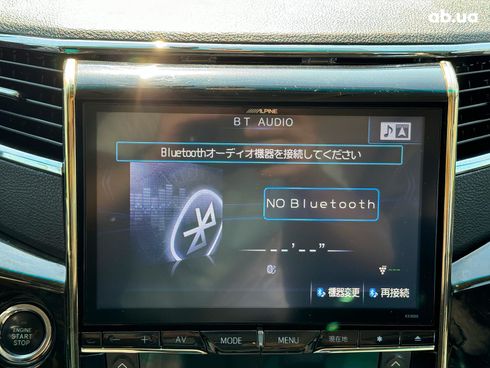 ab.ua
ALPINE
BT AUDIO
Bluetoothオーディオ機器を接続してください
NO Bluetooth
--'--"
機器変更
再接続
AV
MODE
MENU
現在地
ENGINE
START
STOP